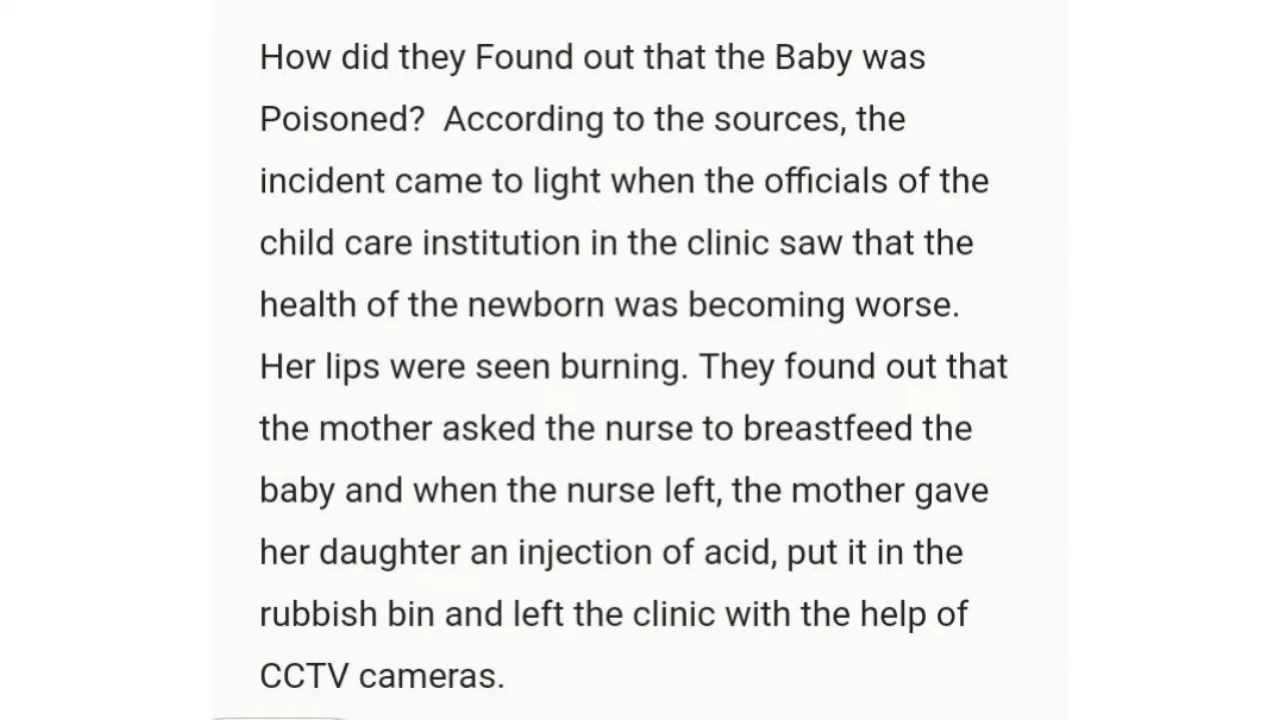 How did they Found out that the Baby was
Poisoned?  According to the sources, the
incident came to light when the officials of the
child care institution in the clinic saw that the
health of the newborn was becoming worse.
Her lips were seen burning. They found out that
the mother asked the nurse to breastfeed the
baby and when the nurse left, the mother gave
her daughter an injection of acid, put it in the
rubbish bin and left the clinic with the help of
CCTV cameras.